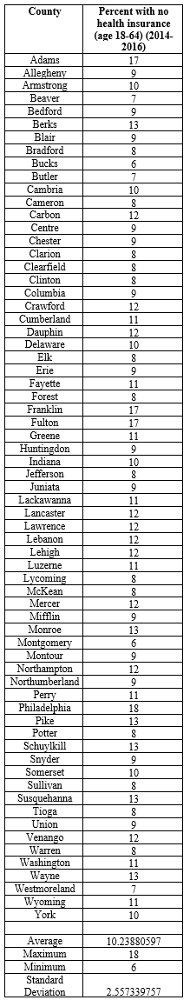 County Percent with no
health insurance
(age 18-64) (2014-
2016)
Adams 17
Allegheny 9
Armstrong 10
Beaver 7
Bedford 9
Berks 13
Blair 9
Bradford 8
Bucks 6
Butler 7
Cambria 10
Cameron 8
Carbon 12
Centre 9
Chester 9
Clarion 8
Clearfield 8
Clinton 8
Columbia 9
Crawford 12
Cumberland 11
Dauphin 12
Delaware 10
Elk 8
Erie 9
Fayette 11
Forest 8
Franklin 17
Fulton 17
Greene 11
Huntingdon 9
Indiana 10
Jefferson 8
Juniata 9
Lackawanna 11
Lancaster 12
Lawrence 12
Lebanon 12
Lehigh 12
Luzerne 11
Lycoming 8
McKean 8
Mercer 12
Mifflin 9
Monroe 13
Montgomery 6
Montour 9
Northampton 12
Northumberland 9
Perry 11
Philadelphia 18
Pike 13
Potter 8
Schuylkill 13
Snyder 9
Somerset 10
Sullivan 8
Susquehanna 13
Tioga 8
Union 9
Venango 12
Warren 8
Washington 11
Wayne 13
Westmoreland 7
Wyoming 11
York 10
Average 10.23880597
Maximum 18
Minimum 6
Standard
Deviation 2.557339757